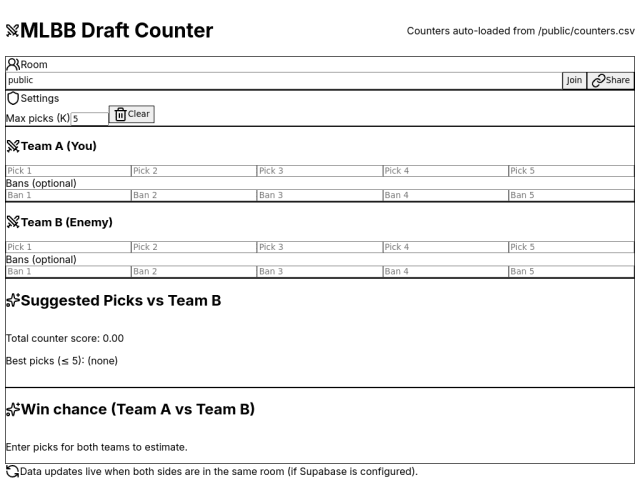 MLBB Draft Counter
Counters auto-loaded from /public/counters.csv
Room
public
Join
Share
Settings
Max picks (K) 5
Clear
Team A (You)
Pick 1 Pick 2 Pick 3 Pick 4 Pick 5
Bans (optional)
Ban 1 Ban 2 Ban 3 Ban 4 Ban 5
Team B (Enemy)
Pick 1 Pick 2 Pick 3 Pick 4 Pick 5
Bans (optional)
Ban 1 Ban 2 Ban 3 Ban 4 Ban 5
Suggested Picks vs Team B
Total counter score: 0.00
Best picks (≤ 5): (none)
Win chance (Team A vs Team B)
Enter picks for both teams to estimate.
Data updates live when both sides are in the same room (if Supabase is configured).